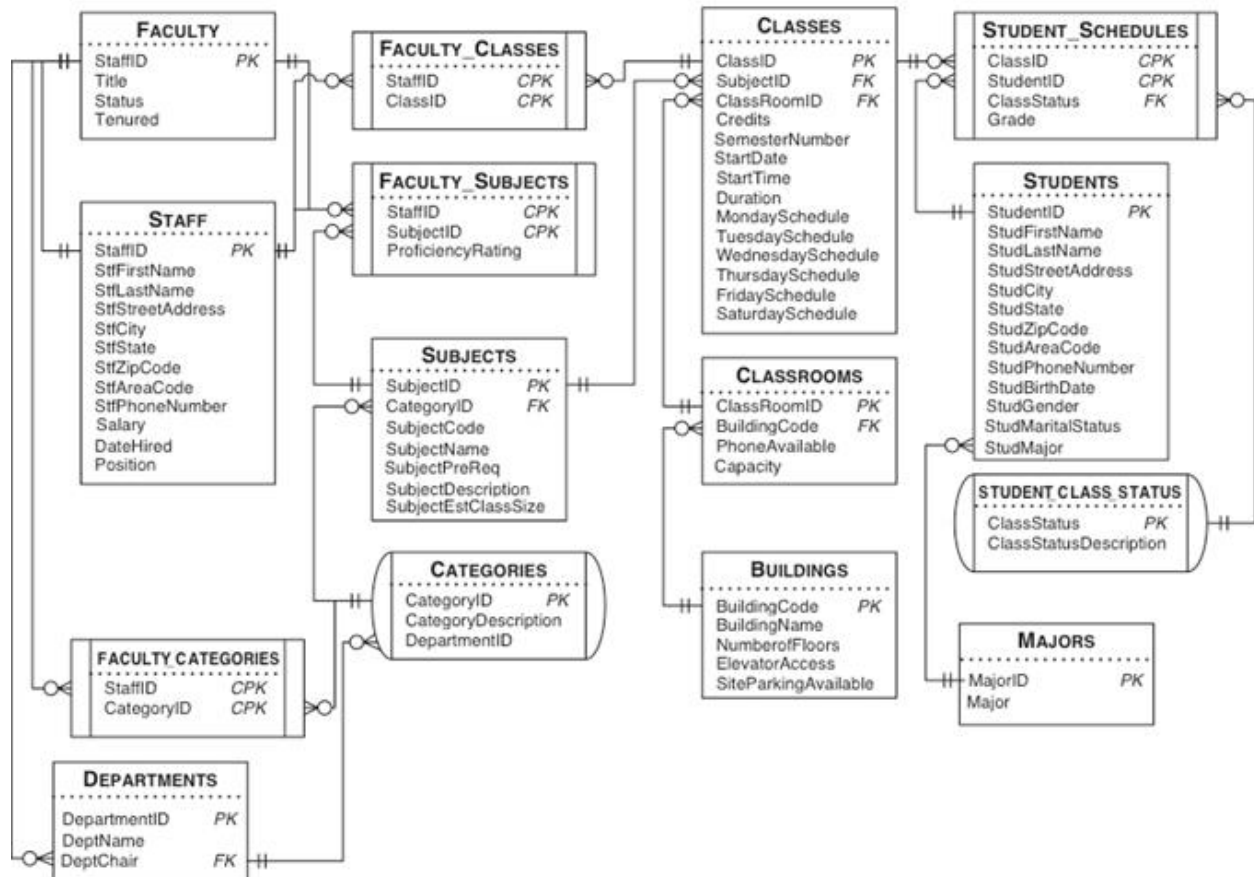 FACULTY
StaffID PK
Title
Status
Tenured
FACULTY_CLASSES
StaffID CPK
ClassID CPK
CLASSES
ClassID PK
SubjectID FK
ClassRoomID FK
Credits
SemesterNumber
StartDate
StartTime
Duration
MondaySchedule
TuesdaySchedule
WednesdaySchedule
ThursdaySchedule
FridaySchedule
SaturdaySchedule
STUDENT_SCHEDULES
ClassID CPK
StudentID CPK
ClassStatus FK
Grade
FACULTY_SUBJECTS
StaffID CPK
SubjectID CPK
ProficiencyRating
STUDENTS
StudentID PK
StudFirstName
StudLastName
StudStreetAddress
StudCity
StudState
StudZipCode
StudAreaCode
StudPhoneNumber
StudBirthDate
StudGender
StudMaritalStatus
StudMajor
STAFF
StaffID PK
StfFirstName
StfLastName
StfStreetAddress
StfCity
StfState
StfZipCode
StfAreaCode
StfPhoneNumber
Salary
DateHired
Position
SUBJECTS
SubjectID PK
CategoryID FK
SubjectCode
SubjectName
SubjectPreReq
SubjectDescription
SubjectEstClassSize
CLASSROOMS
ClassRoomID PK
BuildingCode FK
PhoneAvailable
Capacity
STUDENT_CLASS_STATUS
ClassStatus PK
ClassStatusDescription
CATEGORIES
CategoryID PK
CategoryDescription
DepartmentID
BUILDINGS
BuildingCode PK
BuildingName
NumberofFloors
ElevatorAccess
SiteParkingAvailable
MAJORS
MajorID PK
Major
FACULTY_CATEGORIES
StaffID CPK
CategoryID CPK
DEPARTMENTS
DepartmentID PK
DeptName
DeptChair FK